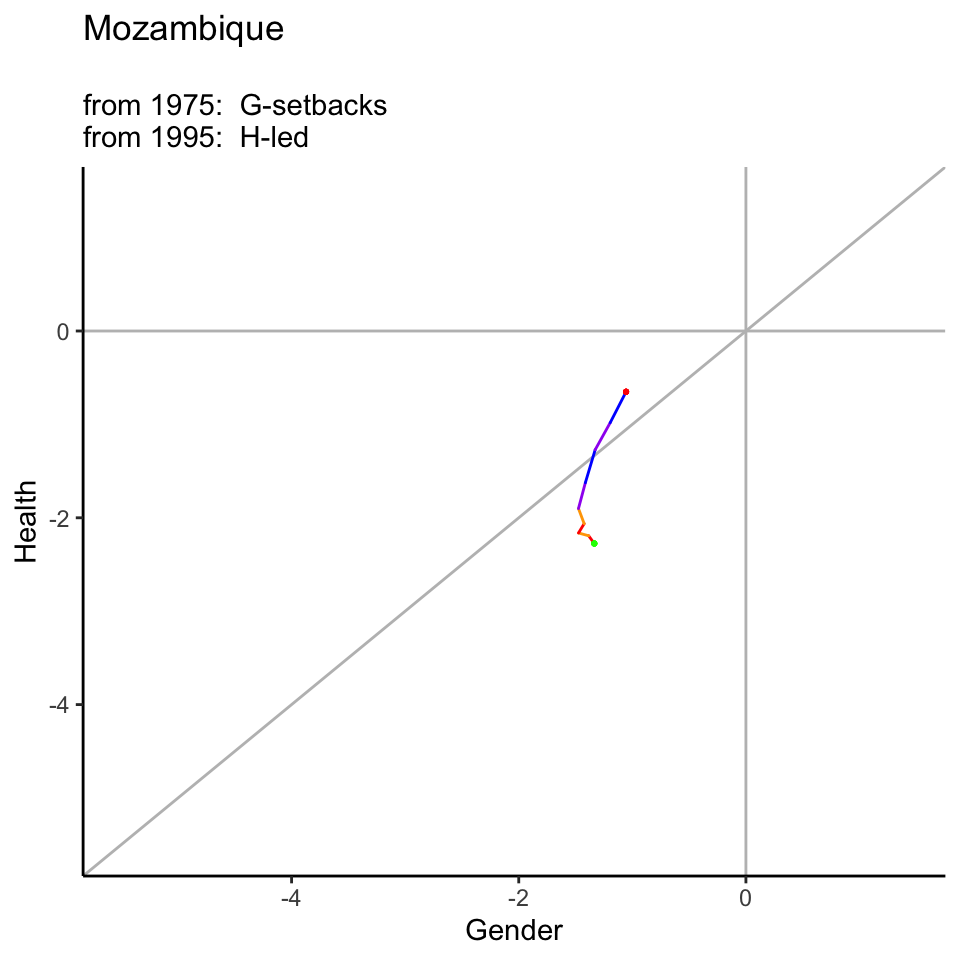 Mozambique
from 1975:  G-setbacks
from 1995:  H-led
0
-2
-4
Health
-4
-2
0
Gender